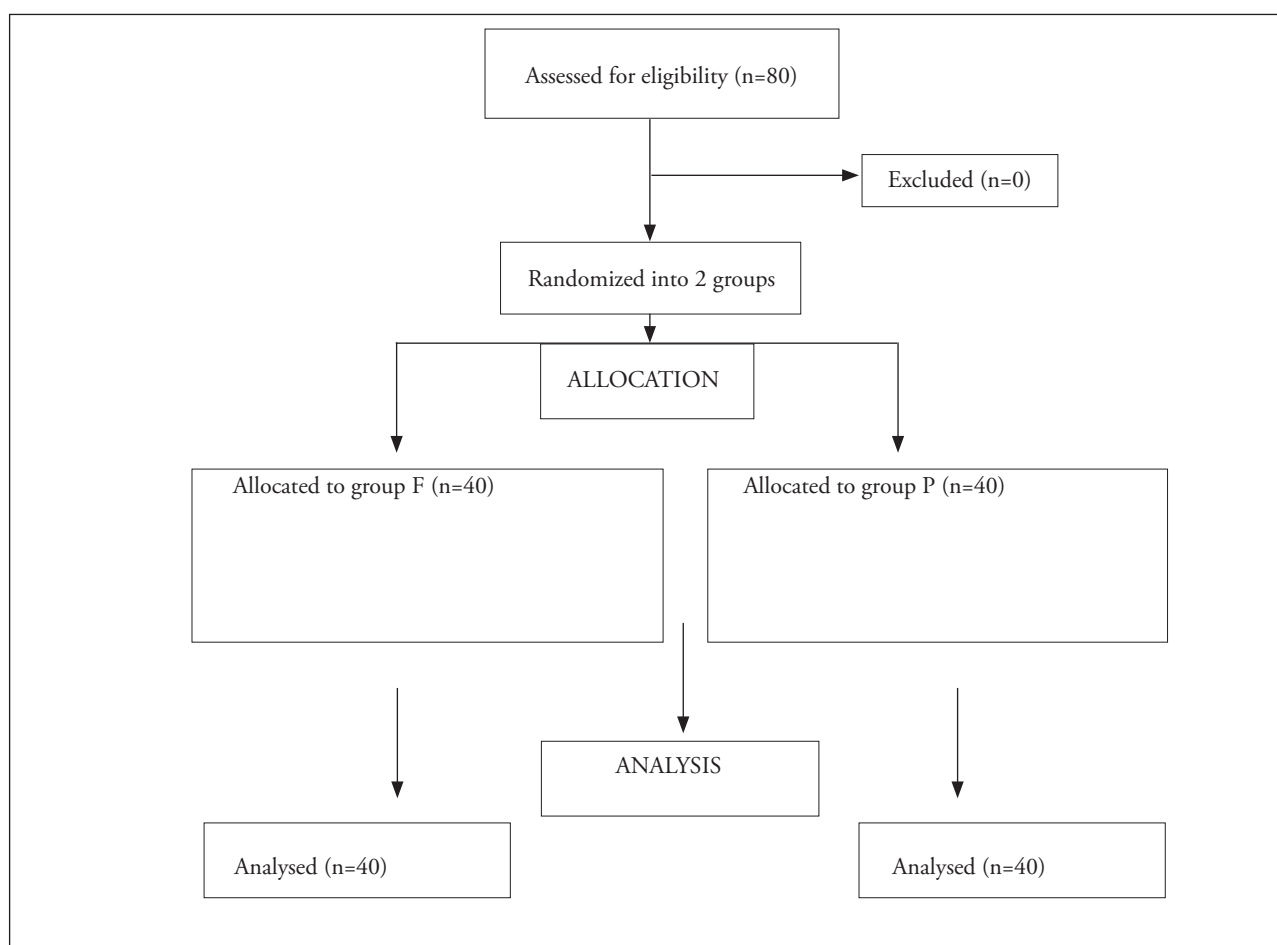 Assessed for eligibility (n=80)
Excluded (n=0)
Randomized into 2 groups
ALLOCATION
Allocated to group F (n=40)
Allocated to group P (n=40)
ANALYSIS
Analysed (n=40)
Analysed (n=40)